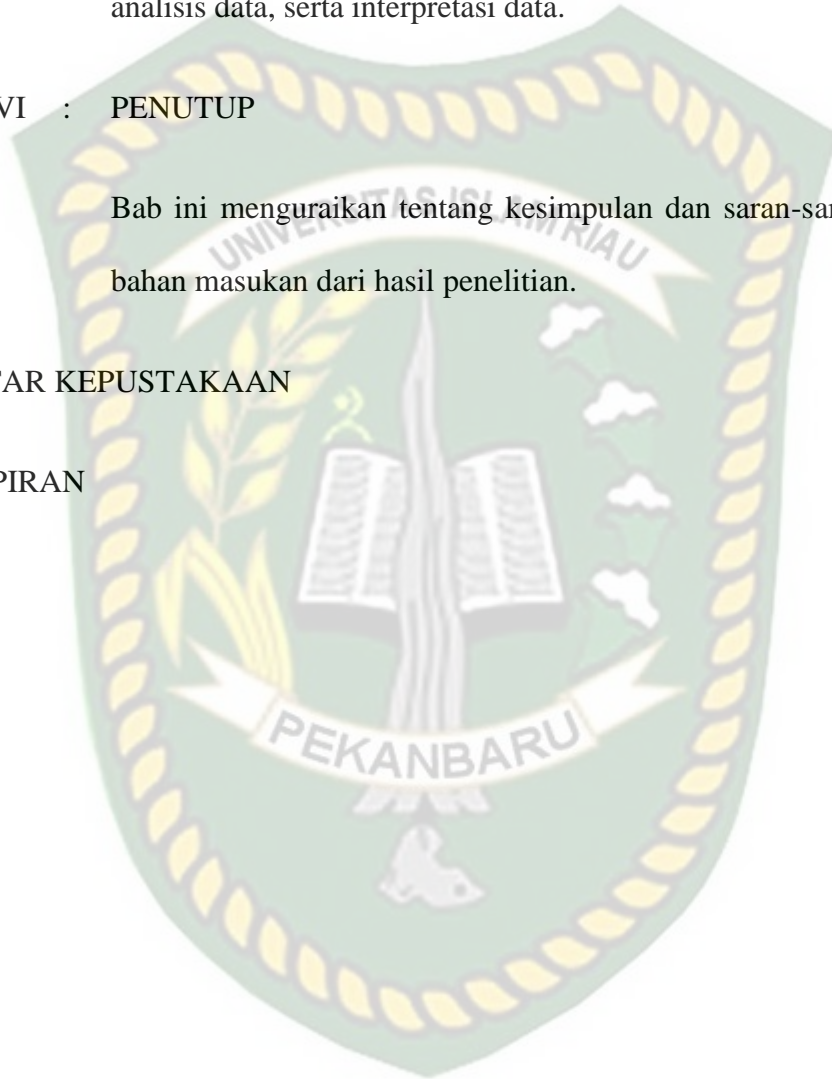 analisis data, serta interpretasi data.
VI : PENUTUP
Bab ini menguraikan tentang kesimpulan dan saran-sar
bahan masukan dari hasil penelitian.
TAR KEPUSTAKAAN
PIRAN
UNIVERSITAS ISLAM RIAU
PEKANBARU